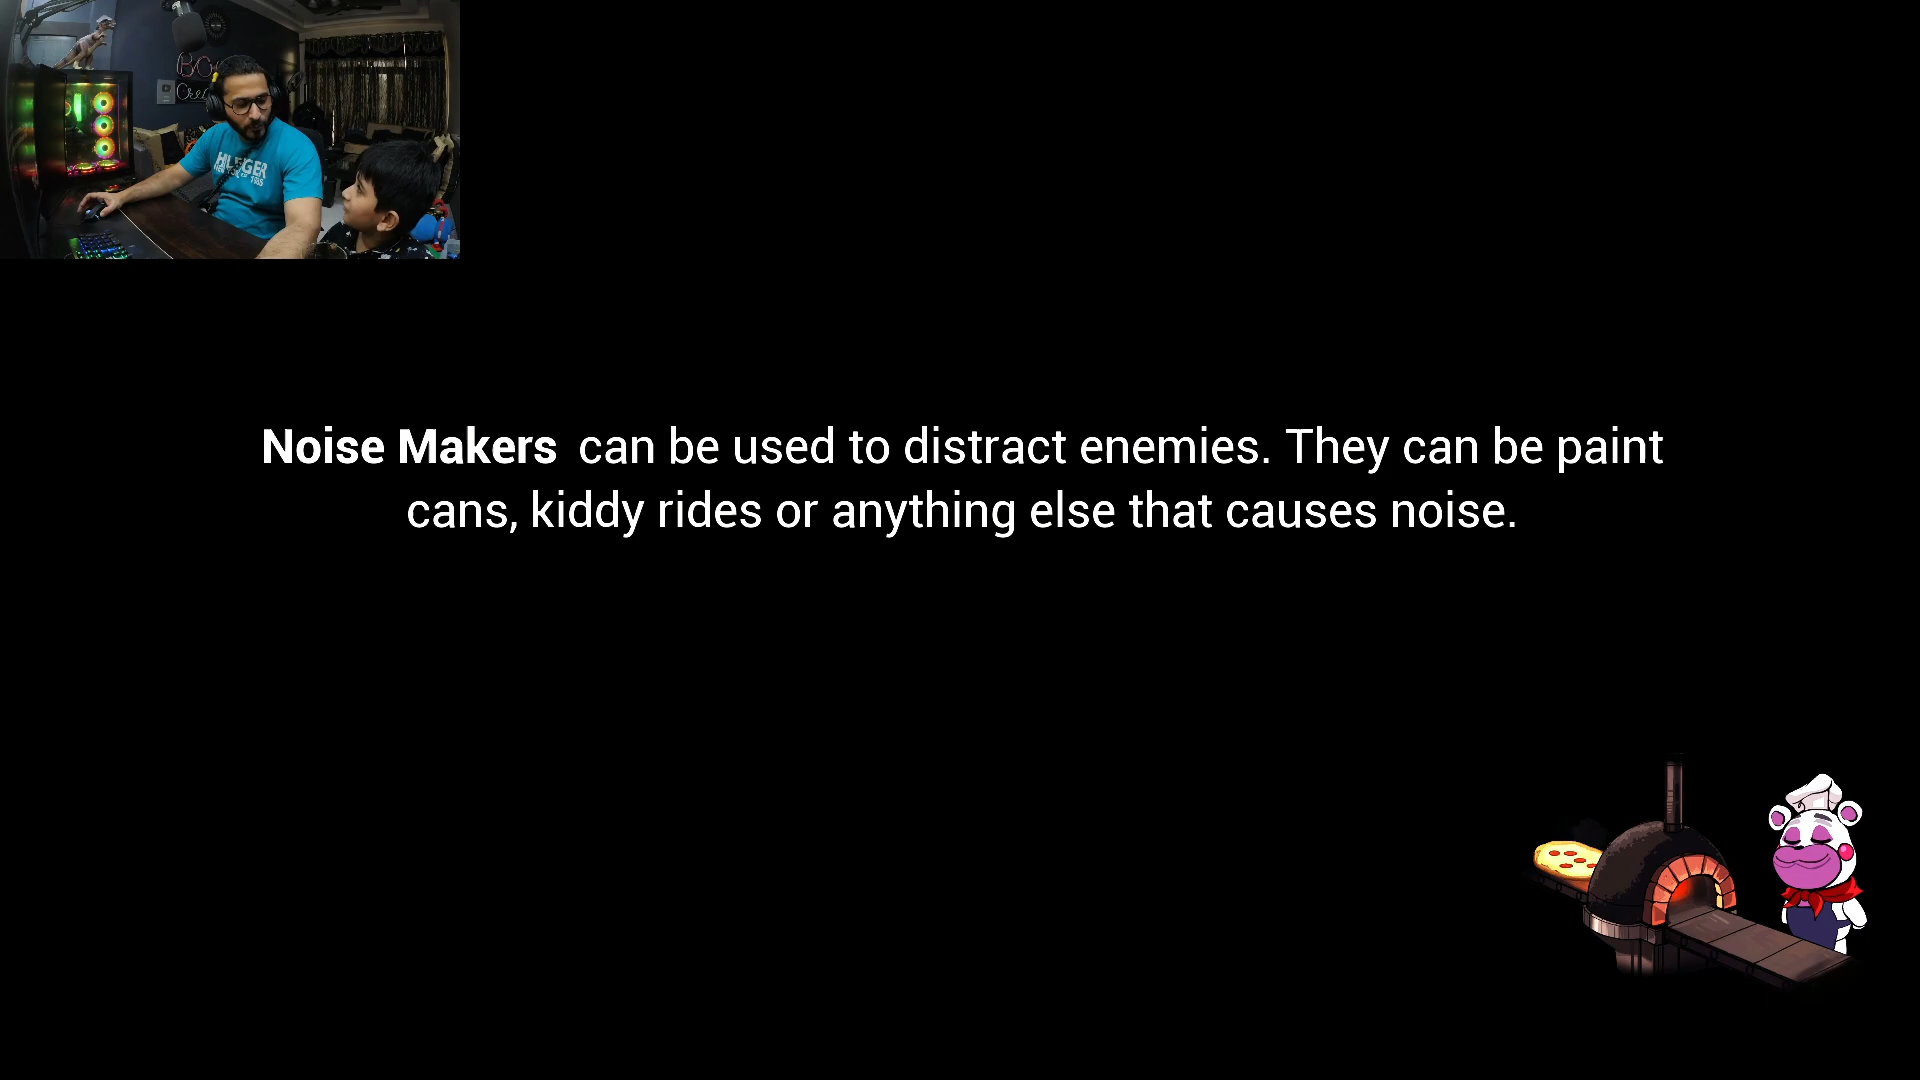 HILFIGER
Noise Makers can be used to distract enemies. They can be paint
cans, kiddy rides or anything else that causes noise.